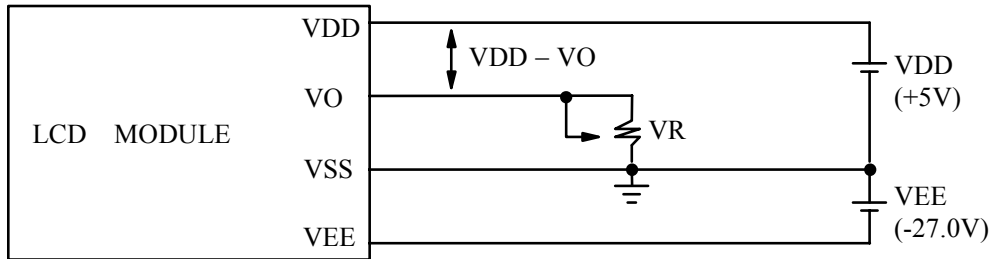 VDD
VDD – VO
VDD
(+5V)
VO
LCD MODULE
VR
VSS
VEE
(-27.0V)
VEE